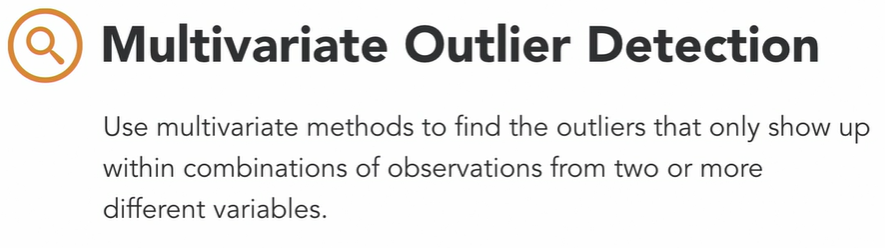 Multivariate Outlier Detection
Use multivariate methods to find the outliers that only show up
within combinations of observations from two or more
different variables.